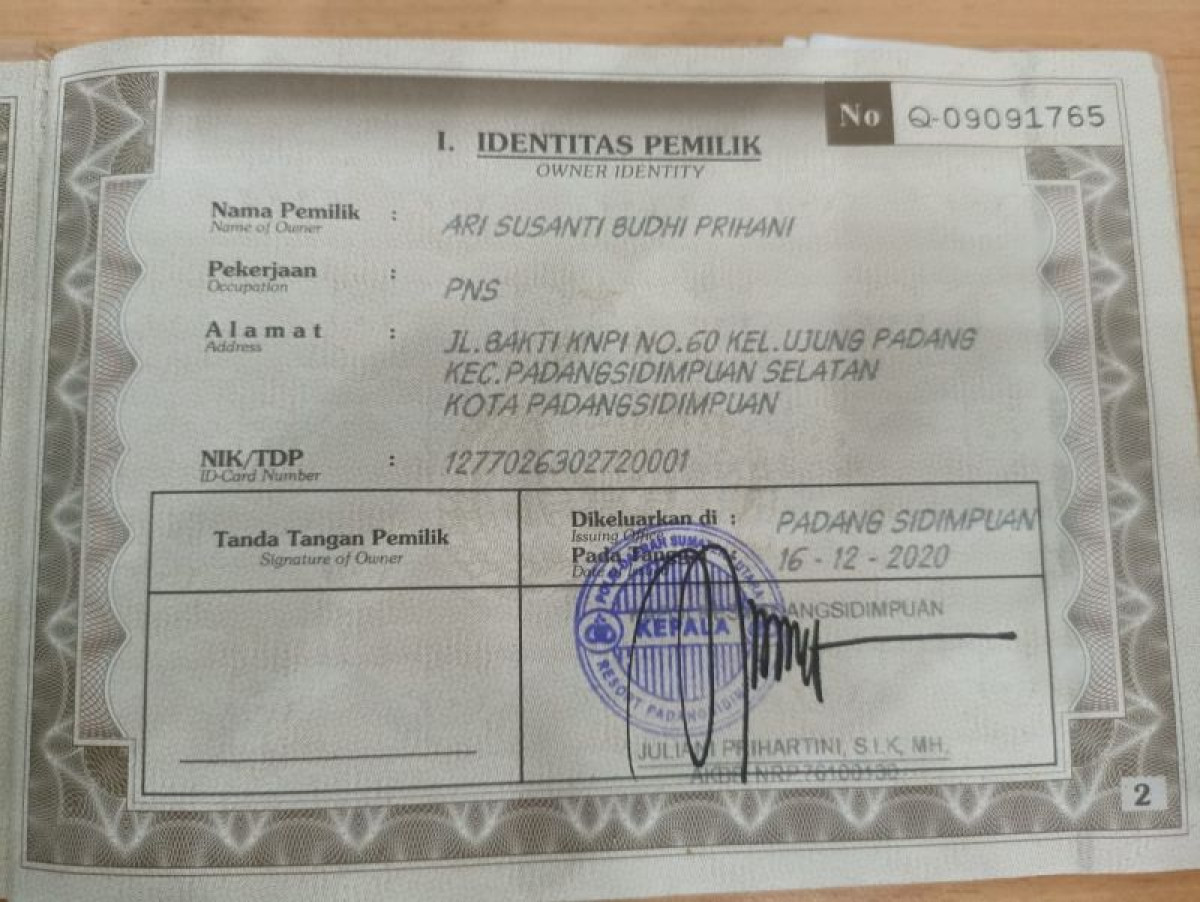 No Q-09091765
I. IDENTITAS PEMILIK
OWNER IDENTITY
Nama Pemilik : ARI SUSANTI BUDHI PRIHANI
Name of Owner
Pekerjaan : PNS
Occupation
Alamat : JL.BAKTI KNPI NO.60 KEL.UJUNG PADANG
Address
KEC.PADANGSIDIMPUAN SELATAN
KOTA PADANGSIDIMPUAN
NIK/TDP : 1277026302720001
ID-Card Number
Tanda Tangan Pemilik
Signature of Owner
Dikeluarkan di : PADANG SIDIMPUAN
Issuing Office
Pada Tanggal : 16 - 12 - 2020
KEPALA
RESORT PADANGSIDIMPUAN
JULIANI PRIHARTINI, S.I.K, MH.
2